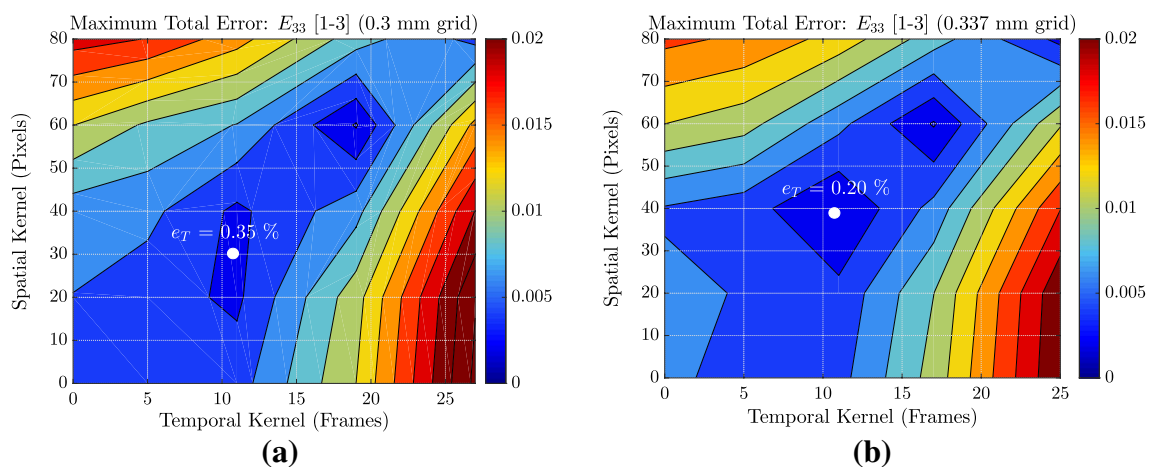 Maximum Total Error: E33 [1-3] (0.3 mm grid)
80
70
60
50
40
30
20
10
0
Spatial Kernel (Pixels)
e_T = 0.35 %
0 5 10 15 20 25
Temporal Kernel (Frames)
0.02
0.015
0.01
0.005
0
(a)
Maximum Total Error: E33 [1-3] (0.337 mm grid)
80
70
60
50
40
30
20
10
0
Spatial Kernel (Pixels)
e_T = 0.20 %
0 5 10 15 20 25
Temporal Kernel (Frames)
0.02
0.015
0.01
0.005
0
(b)